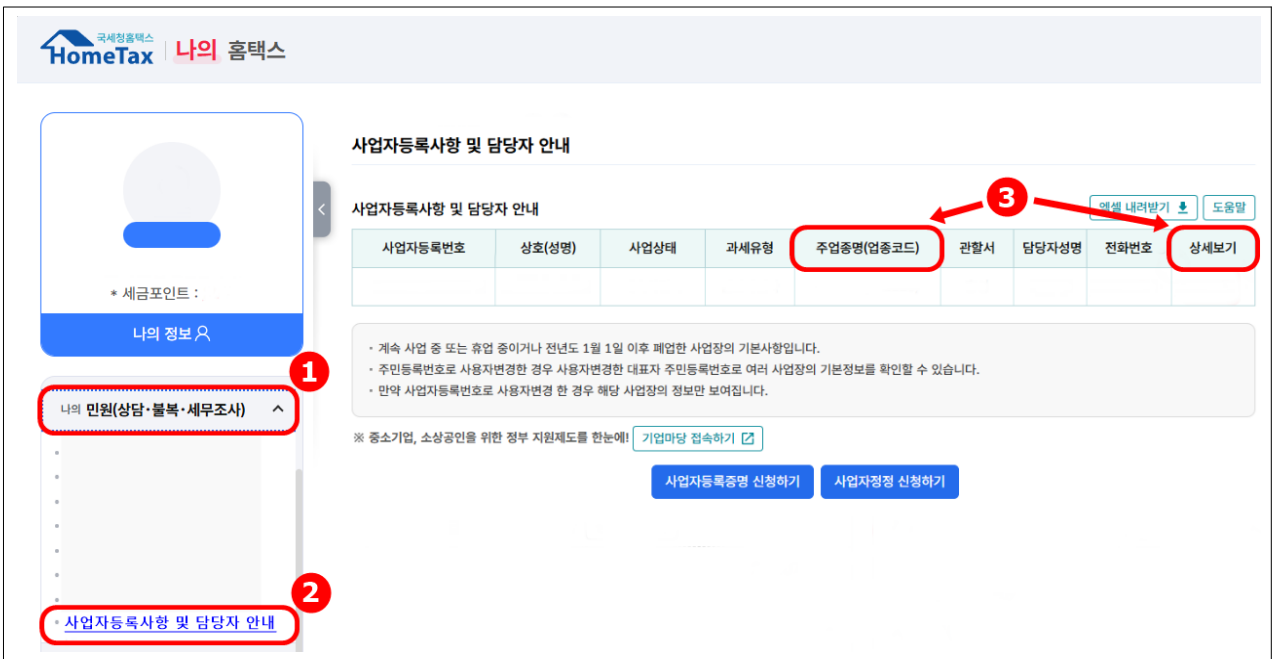 국세청홈택스
HomeTax 나의 홈택스
* 세금포인트 :
나의 정보
1
나의 민원(상담·불복·세무조사)
2
사업자등록사항 및 담당자 안내
사업자등록사항 및 담당자 안내
사업자등록사항 및 담당자 안내
3
엑셀 내려받기 도움말
사업자등록번호 상호(성명) 사업상태 과세유형 주업종명(업종코드) 관할서 담당자성명 전화번호 상세보기
• 계속 사업 중 또는 휴업 중이거나 전년도 1월 1일 이후 폐업한 사업장의 기본사항입니다.
• 주민등록번호로 사용자변경한 경우 사용자변경한 대표자 주민등록번호로 여러 사업장의 기본정보를 확인할 수 있습니다.
• 만약 사업자등록번호로 사용자변경 한 경우 해당 사업장의 정보만 보여집니다.
※ 중소기업, 소상공인을 위한 정부 지원제도를 한눈에! 기업마당 접속하기
사업자등록증명 신청하기 사업자정정 신청하기